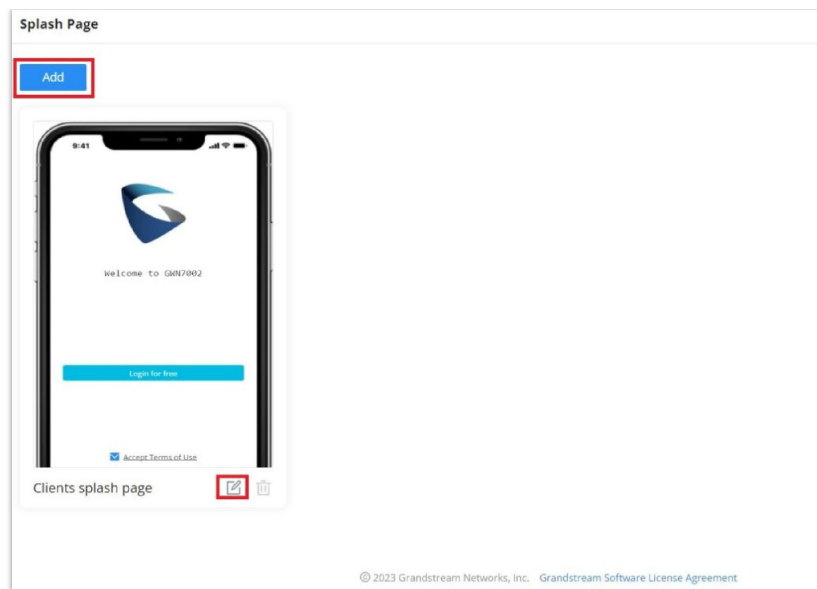 Splash Page
Add
9:41
Welcome to GWN7002
Login for free
Accept Terms of Use
Clients splash page
© 2023 Grandstream Networks, Inc. Grandstream Software License Agreement